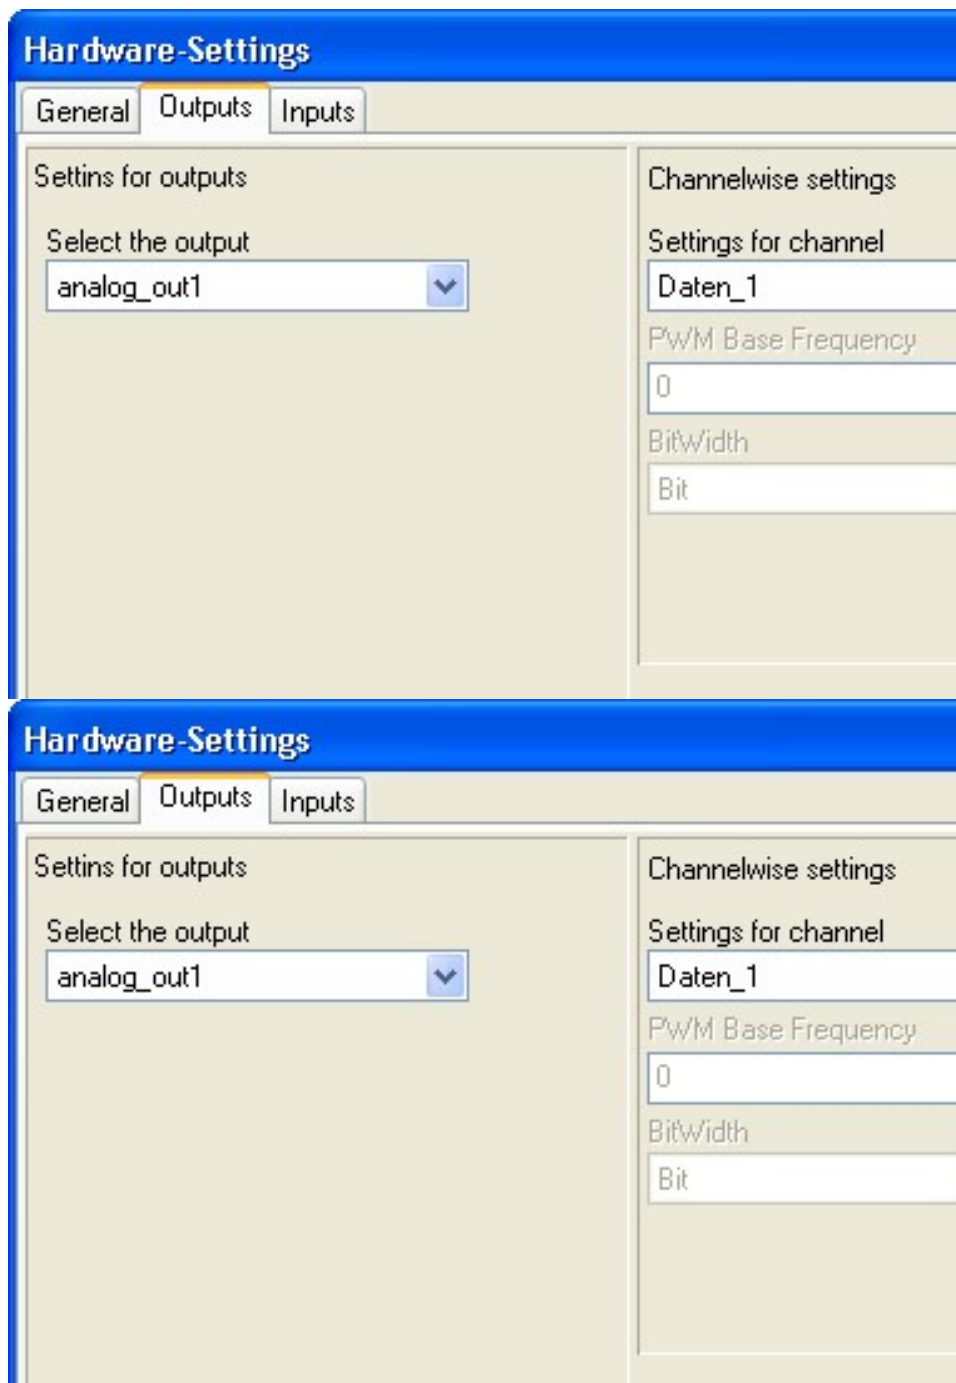 Hardware-Settings
General Outputs Inputs
Settins for outputs
Select the output
analog_out1
Channelwise settings
Settings for channel
Daten_1
PWM Base Frequency
0
BitWidth
Bit
Hardware-Settings
General Outputs Inputs
Settins for outputs
Select the output
analog_out1
Channelwise settings
Settings for channel
Daten_1
PWM Base Frequency
0
BitWidth
Bit